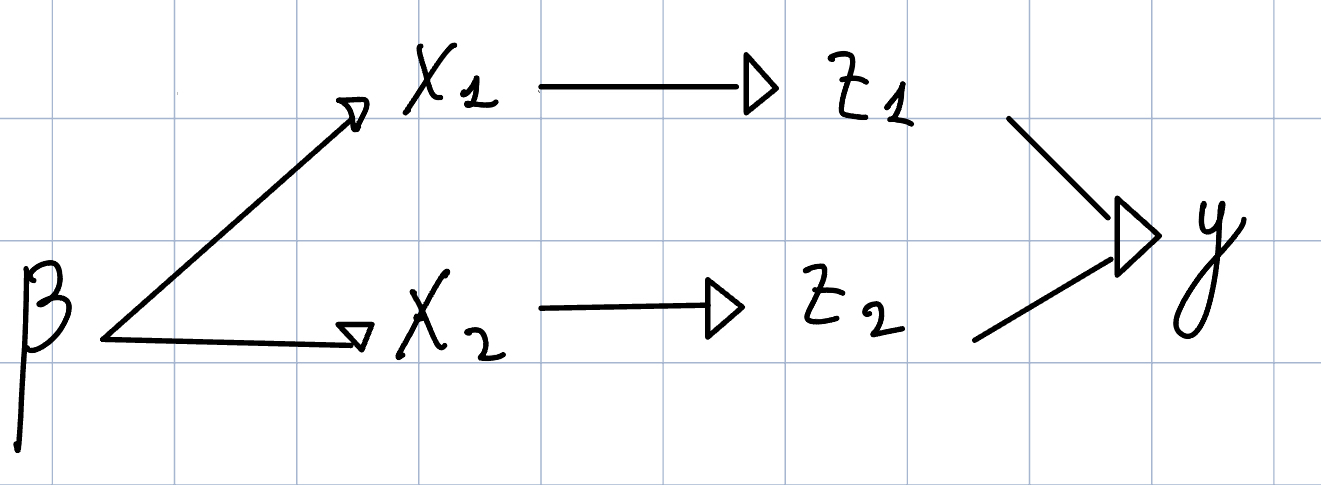 X₁ → Z₁
β → y
X₂ → Z₂